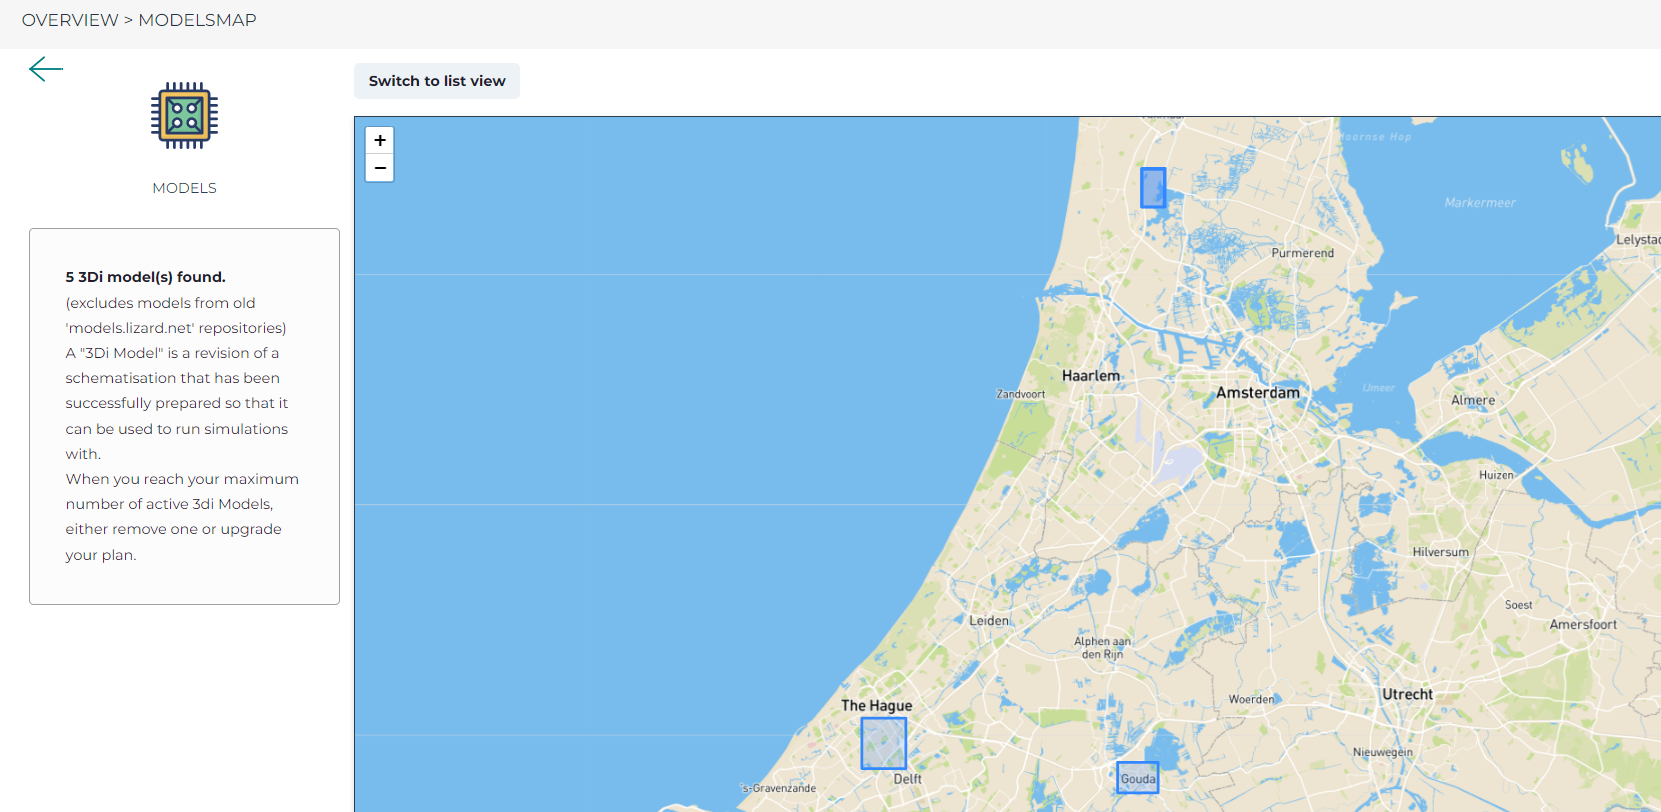 OVERVIEW > MODELSMAP
MODELS
5 3Di model(s) found.
(excludes models from old
'models.lizard.net' repositories)
A "3Di Model" is a revision of a
schematisation that has been
successfully prepared so that it
can be used to run simulations
with.
When you reach your maximum
number of active 3di Models,
either remove one or upgrade
your plan.
Switch to list view
+
−
Hoornse Hop
Markermeer
Lelystad
Purmerend
Haarlem
Zandvoort
Amsterdam
IJmeer
Almere
Huizen
Hilversum
Soest
Amersfoort
Leiden
Alphen aan
den Rijn
Woerden
Utrecht
The Hague
Nieuwegein
Delft
Gouda
's-Gravenzande